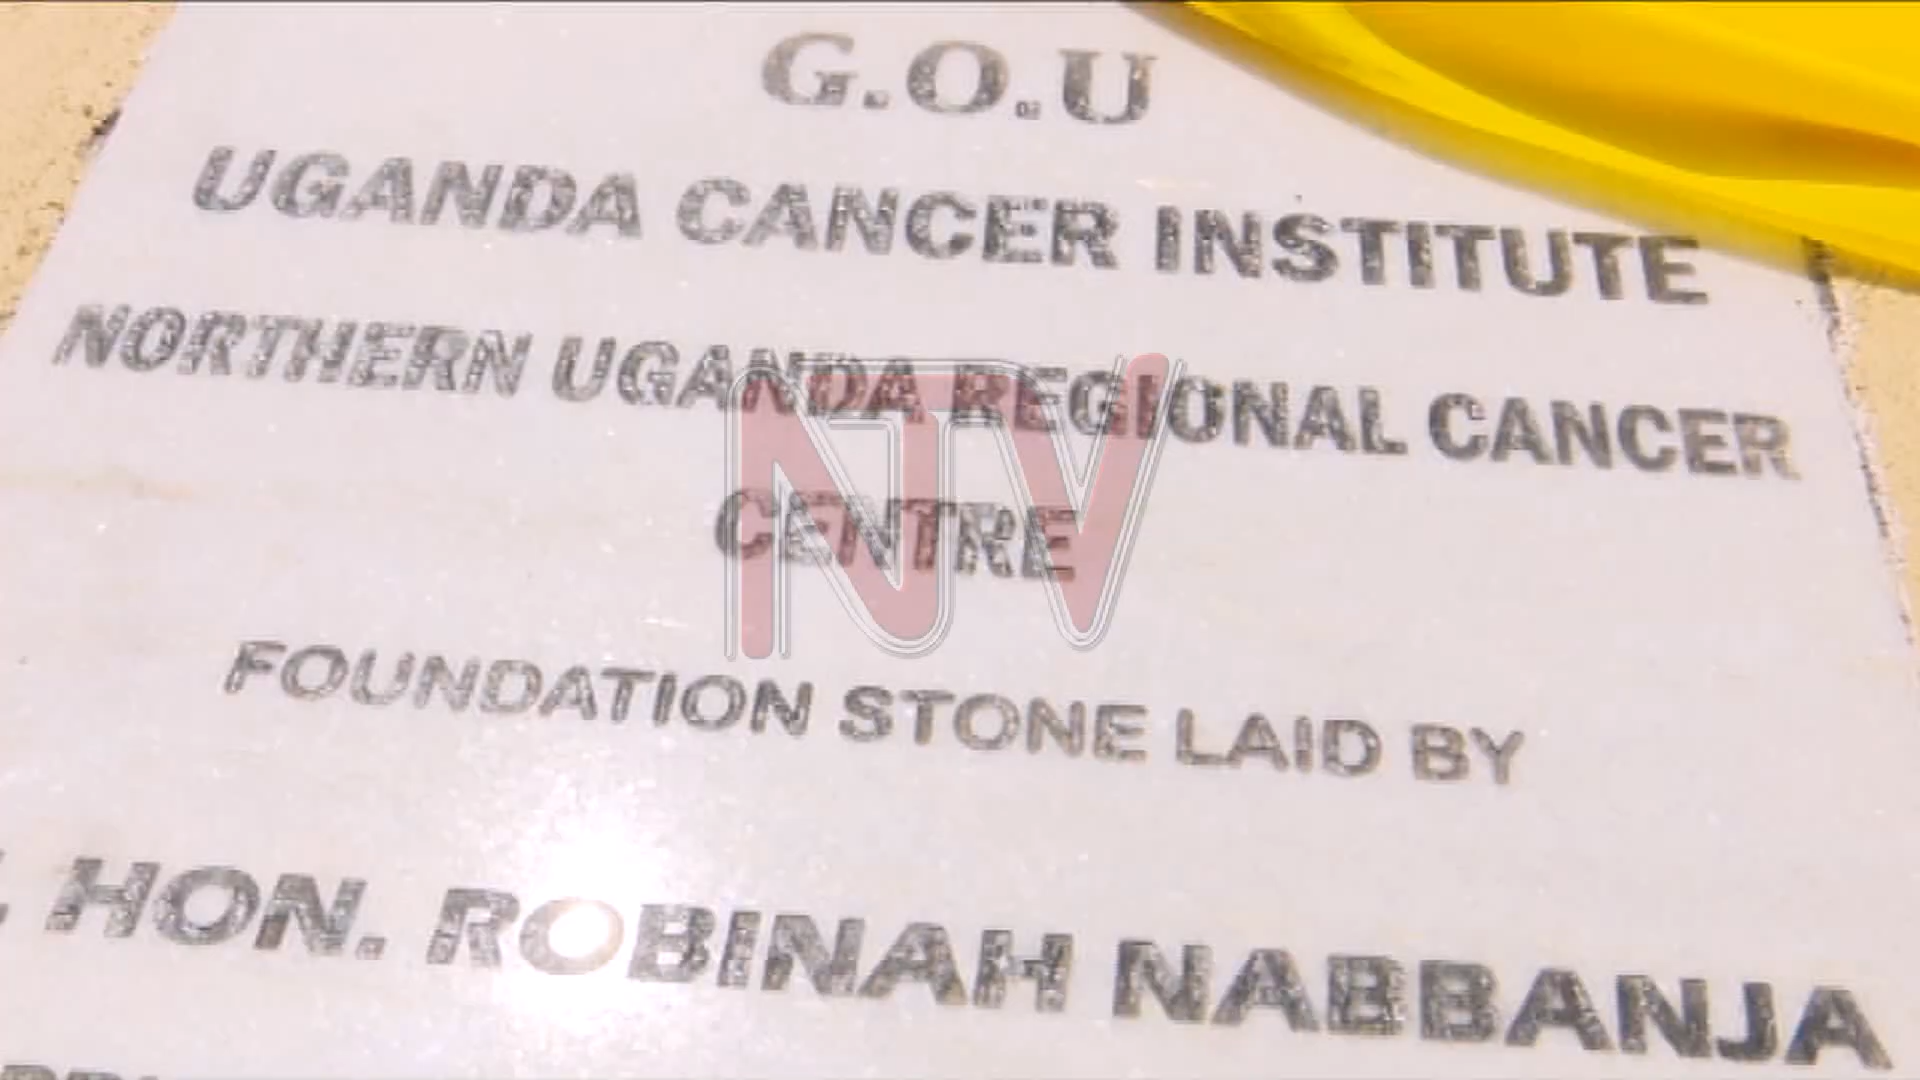 G.O.U
UGANDA CANCER INSTITUTE
NORTHERN UGANDA REGIONAL CANCER
CENTRE
NTV
FOUNDATION STONE LAID BY
HON. ROBINAH NABBANJA